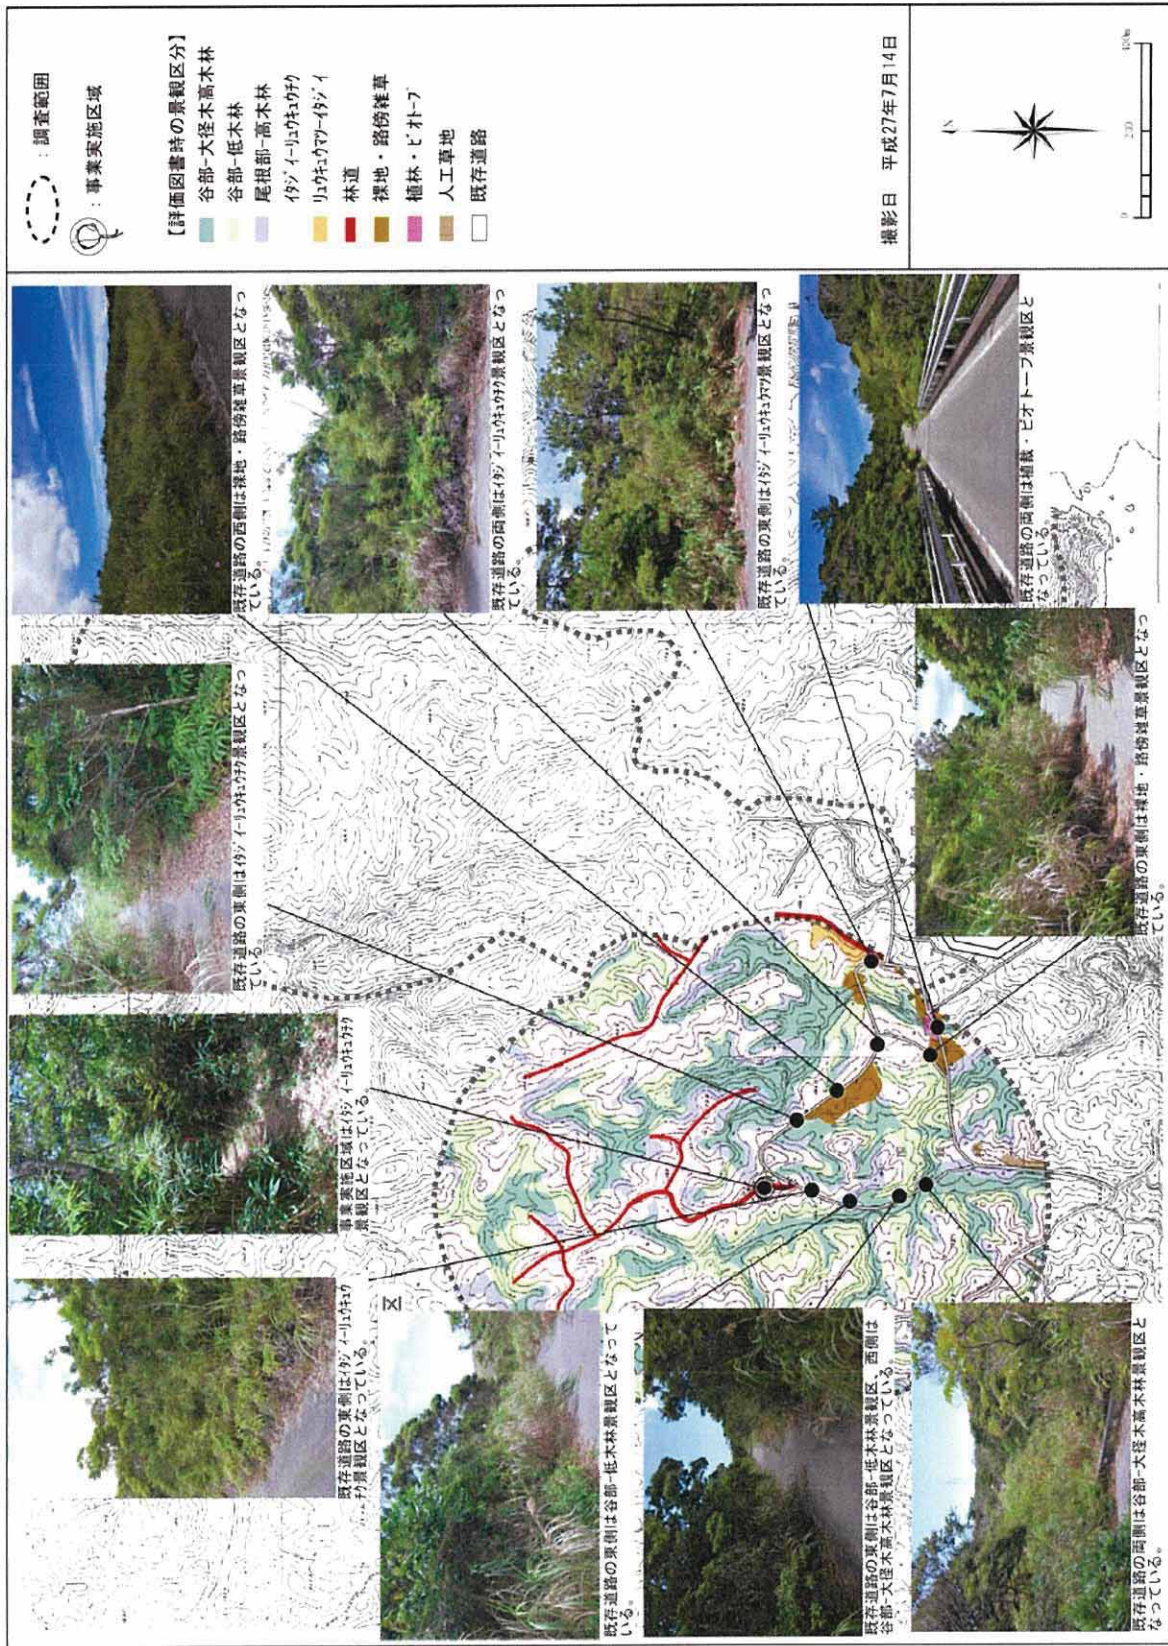 既存道路の東側はｲﾀｼﾞｲｰﾘｭｳｷｭｳ
ﾁｸ景観区となっている。
事業実施区域はｲﾀｼﾞｲｰﾘｭｳｷｭｳﾁｸ
景観区となっている
既存道路の東側はｲﾀｼﾞｲｰﾘｭｳｷｭｳﾁｸ景観区となっ
ている
既存道路の西側は裸地・路傍雑草景観区となっ
ている。
既存道路の両側はｲﾀｼﾞｲｰﾘｭｳｷｭｳﾁｸ景観区となっ
ている。
既存道路の東側はｲﾀｼﾞｲｰﾘｭｳｷｭｳﾏﾂ景観区となっ
ている。
既存道路の両側は植栽・ビオトープ景観区と
なっている。
既存道路の東側は裸地・路傍雑草景観区となっ
ている。
区
既存道路の東側は谷部-低木林景観区となって
いる。
既存道路の東側は谷部-低木林景観区、西側は
谷部-大径木高木林景観区となっている。
既存道路の両側は谷部-大径木高木林景観区と
なっている。
：調査範囲
：事業実施区域
【評価図書時の景観区分】
谷部-大径木高木林
谷部-低木林
尾根部-高木林
ｲﾀｼﾞｲｰﾘｭｳｷｭｳﾁｸ
ﾘｭｳｷｭｳﾏﾂｰｲﾀｼﾞｲ
林道
裸地・路傍雑草
植林・ﾋﾞｵﾄｰﾌﾟ
人工草地
既存道路
撮影日　平成27年7月14日
N
0 200 400m